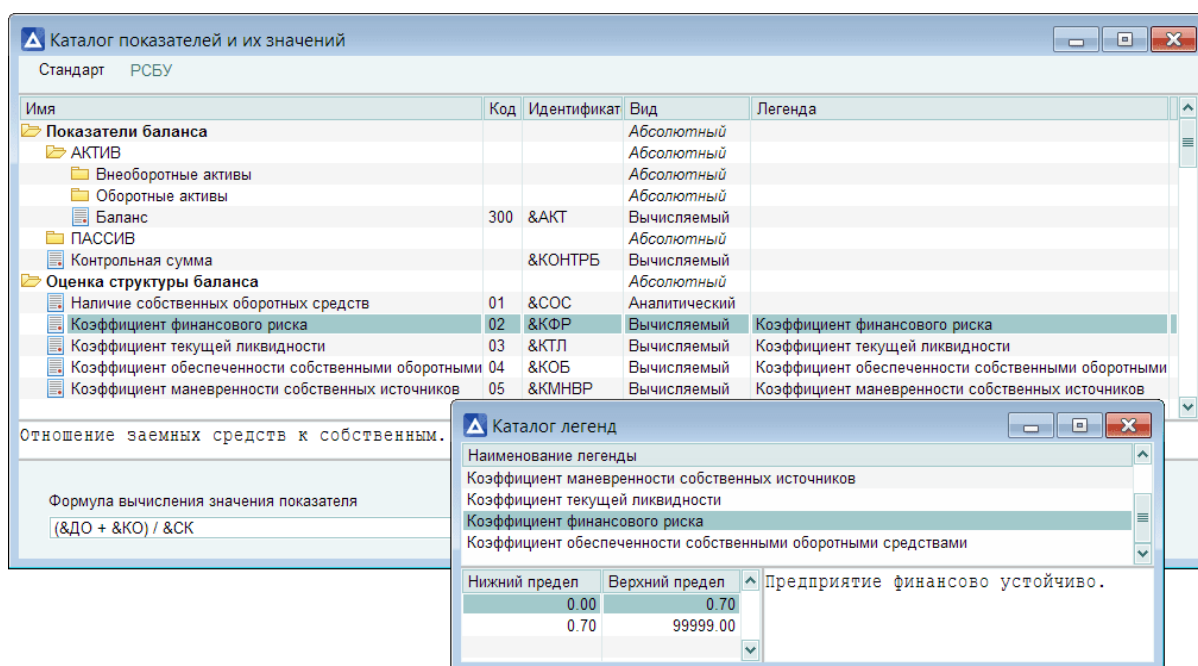 Каталог показателей и их значений
Стандарт РСБУ
Имя Код Идентификат Вид Легенда
Показатели баланса Абсолютный
АКТИВ Абсолютный
Внеоборотные активы Абсолютный
Оборотные активы Абсолютный
Баланс 300 &АКТ Вычисляемый
ПАССИВ Абсолютный
Контрольная сумма &КОНТРБ Вычисляемый
Оценка структуры баланса Абсолютный
Наличие собственных оборотных средств 01 &СОС Аналитический
Коэффициент финансового риска 02 &КФР Вычисляемый Коэффициент финансового риска
Коэффициент текущей ликвидности 03 &КТЛ Вычисляемый Коэффициент текущей ликвидности
Коэффициент обеспеченности собственными оборотными 04 &КОБ Вычисляемый Коэффициент обеспеченности собственными оборотными
Коэффициент маневренности собственных источников 05 &КМНВР Вычисляемый Коэффициент маневренности собственных источников
Отношение заемных средств к собственным.
Формула вычисления значения показателя
(&ДО + &КО) / &СК
Каталог легенд
Наименование легенды
Коэффициент маневренности собственных источников
Коэффициент текущей ликвидности
Коэффициент финансового риска
Коэффициент обеспеченности собственными оборотными средствами
Нижний предел Верхний предел Предприятие финансово устойчиво.
0.00 0.70
0.70 99999.00